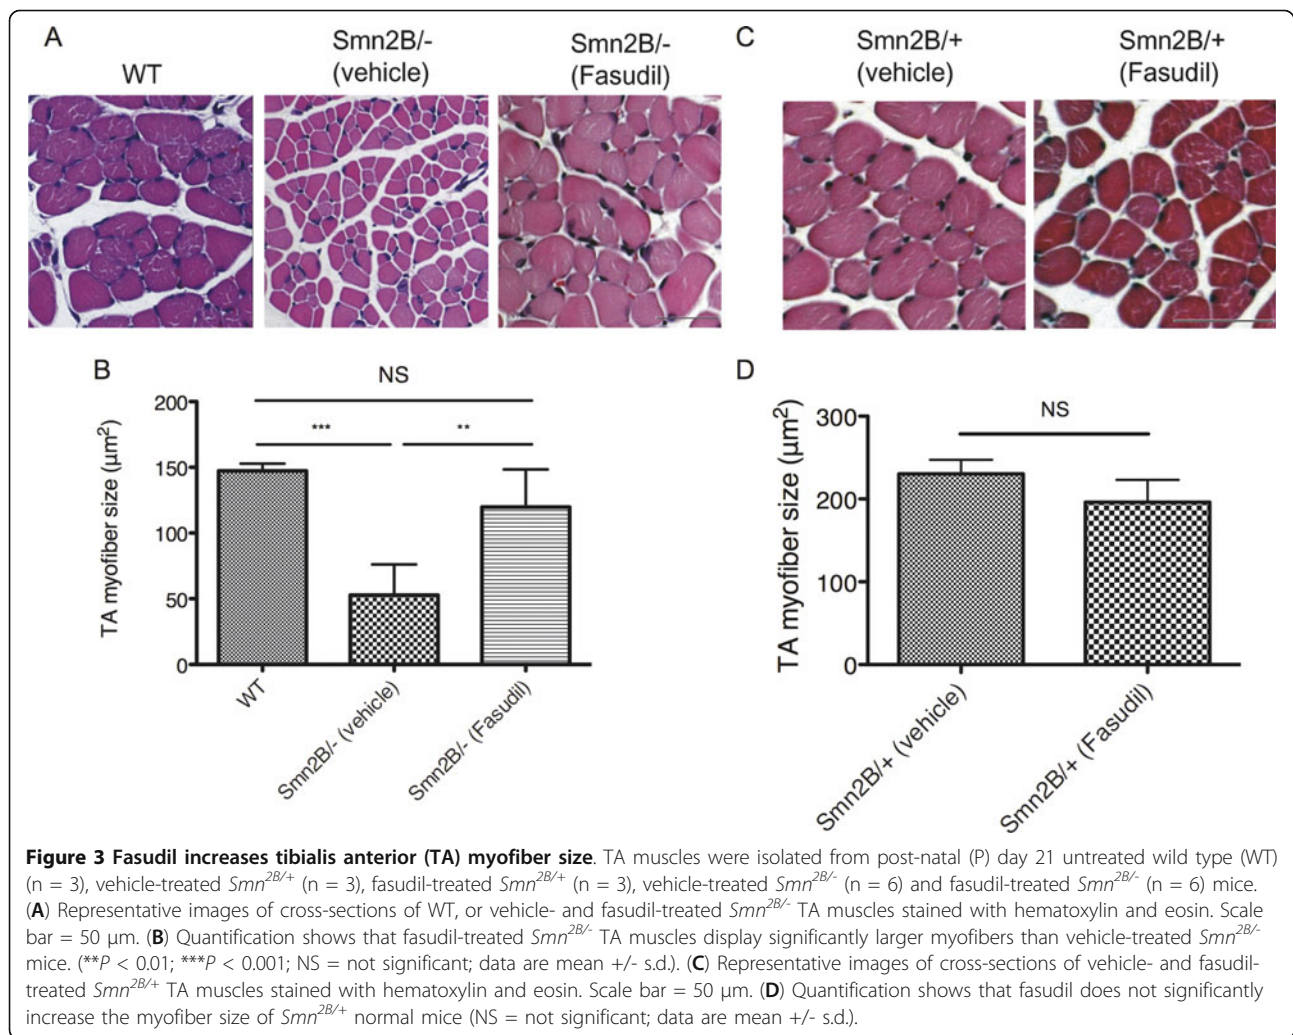 A
WT
Smn2B/-
(vehicle)
Smn2B/-
(Fasudil)
C
Smn2B/+
(vehicle)
Smn2B/+
(Fasudil)
B
TA myofiber size (µm²)
200
150
100
50
0
NS
***
**
WT
Smn2B/- (vehicle)
Smn2B/- (Fasudil)
D
TA myofiber size (µm²)
300
200
100
0
NS
Smn2B/+ (vehicle)
Smn2B/+ (Fasudil)
Figure 3 Fasudil increases tibialis anterior (TA) myofiber size. TA muscles were isolated from post-natal (P) day 21 untreated wild type (WT)
(n = 3), vehicle-treated Smn2B/+ (n = 3), fasudil-treated Smn2B/+ (n = 3), vehicle-treated Smn2B/- (n = 6) and fasudil-treated Smn2B/- (n = 6) mice.
(A) Representative images of cross-sections of WT, or vehicle- and fasudil-treated Smn2B/- TA muscles stained with hematoxylin and eosin. Scale
bar = 50 µm. (B) Quantification shows that fasudil-treated Smn2B/- TA muscles display significantly larger myofibers than vehicle-treated Smn2B/-
mice. (**P < 0.01; ***P < 0.001; NS = not significant; data are mean +/- s.d.). (C) Representative images of cross-sections of vehicle- and fasudil-
treated Smn2B/+ TA muscles stained with hematoxylin and eosin. Scale bar = 50 µm. (D) Quantification shows that fasudil does not significantly
increase the myofiber size of Smn2B/+ normal mice (NS = not significant; data are mean +/- s.d.).